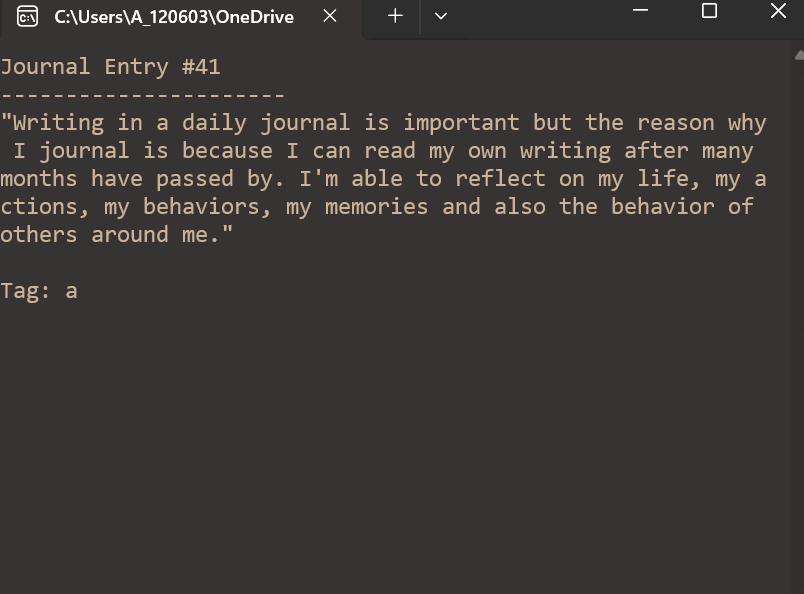 C:\Users\A_120603\OneDrive
Journal Entry #41
----------------------
"Writing in a daily journal is important but the reason why
 I journal is because I can read my own writing after many
months have passed by. I'm able to reflect on my life, my a
ctions, my behaviors, my memories and also the behavior of
others around me."
Tag: a